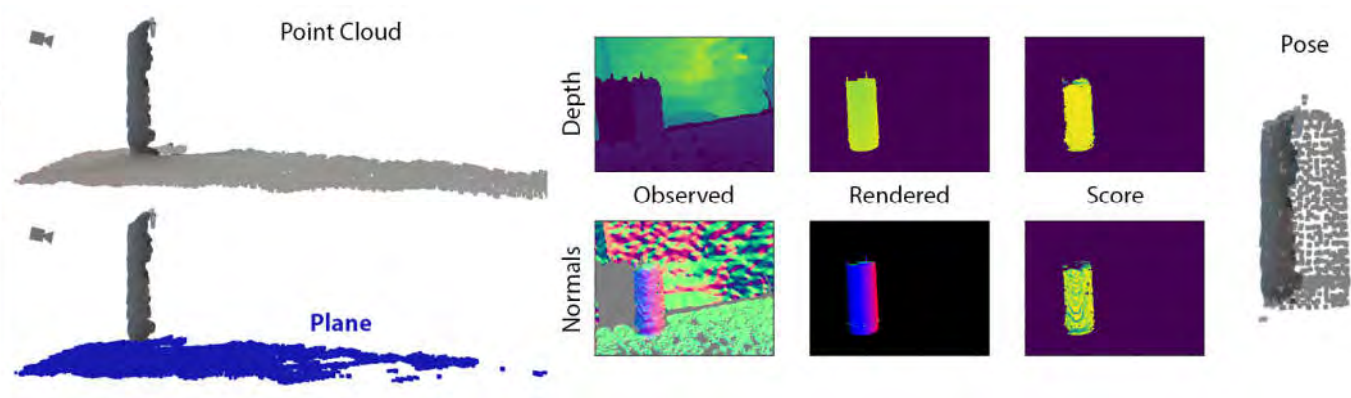 Point Cloud
Plane
Depth
Normals
Observed
Rendered
Score
Pose